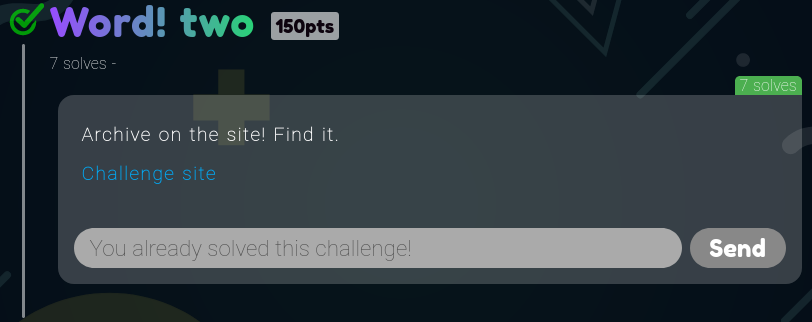 Word! two 150pts
7 solves -
7 solves
Archive on the site! Find it.
Challenge site
You already solved this challenge! Send